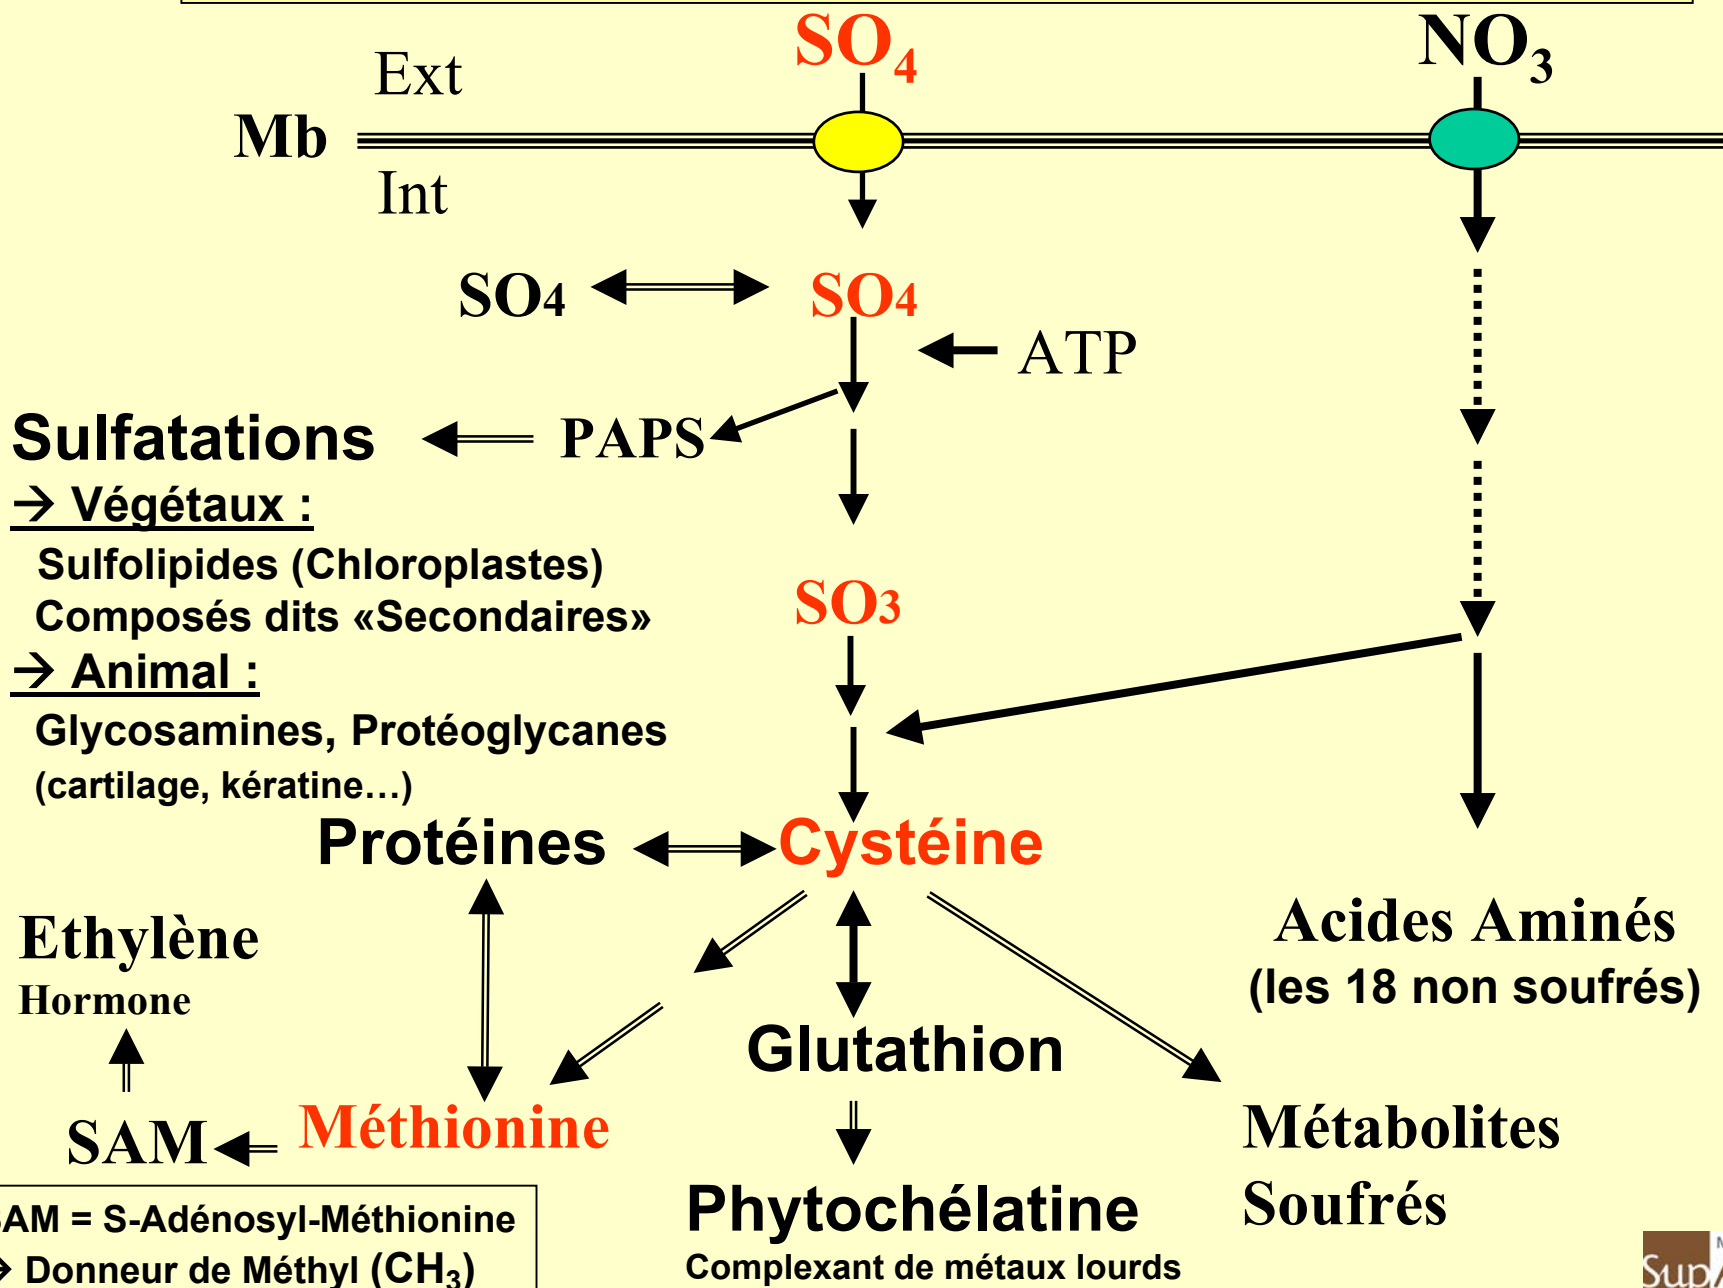 SO4
NO3
Ext
Mb
Int
SO4
SO4
ATP
Sulfatations
PAPS
→ Végétaux :
Sulfolipides (Chloroplastes)
Composés dits «Secondaires»
SO3
→ Animal :
Glycosamines, Protéoglycanes
(cartilage, kératine…)
Protéines
Cystéine
Ethylène
Hormone
Acides Aminés
(les 18 non soufrés)
Glutathion
SAM
Méthionine
Métabolites
Soufrés
Phytochélatine
Complexant de métaux lourds
SAM = S-Adénosyl-Méthionine
→ Donneur de Méthyl (CH3)
Sup